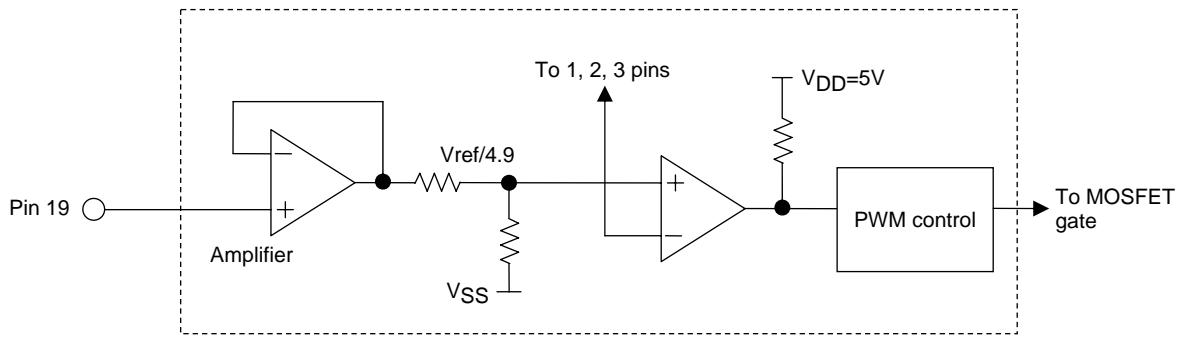 To 1, 2, 3 pins
VDD=5V
Vref/4.9
−
+
Pin 19
Amplifier
VSS
+
−
PWM control
To MOSFET
gate